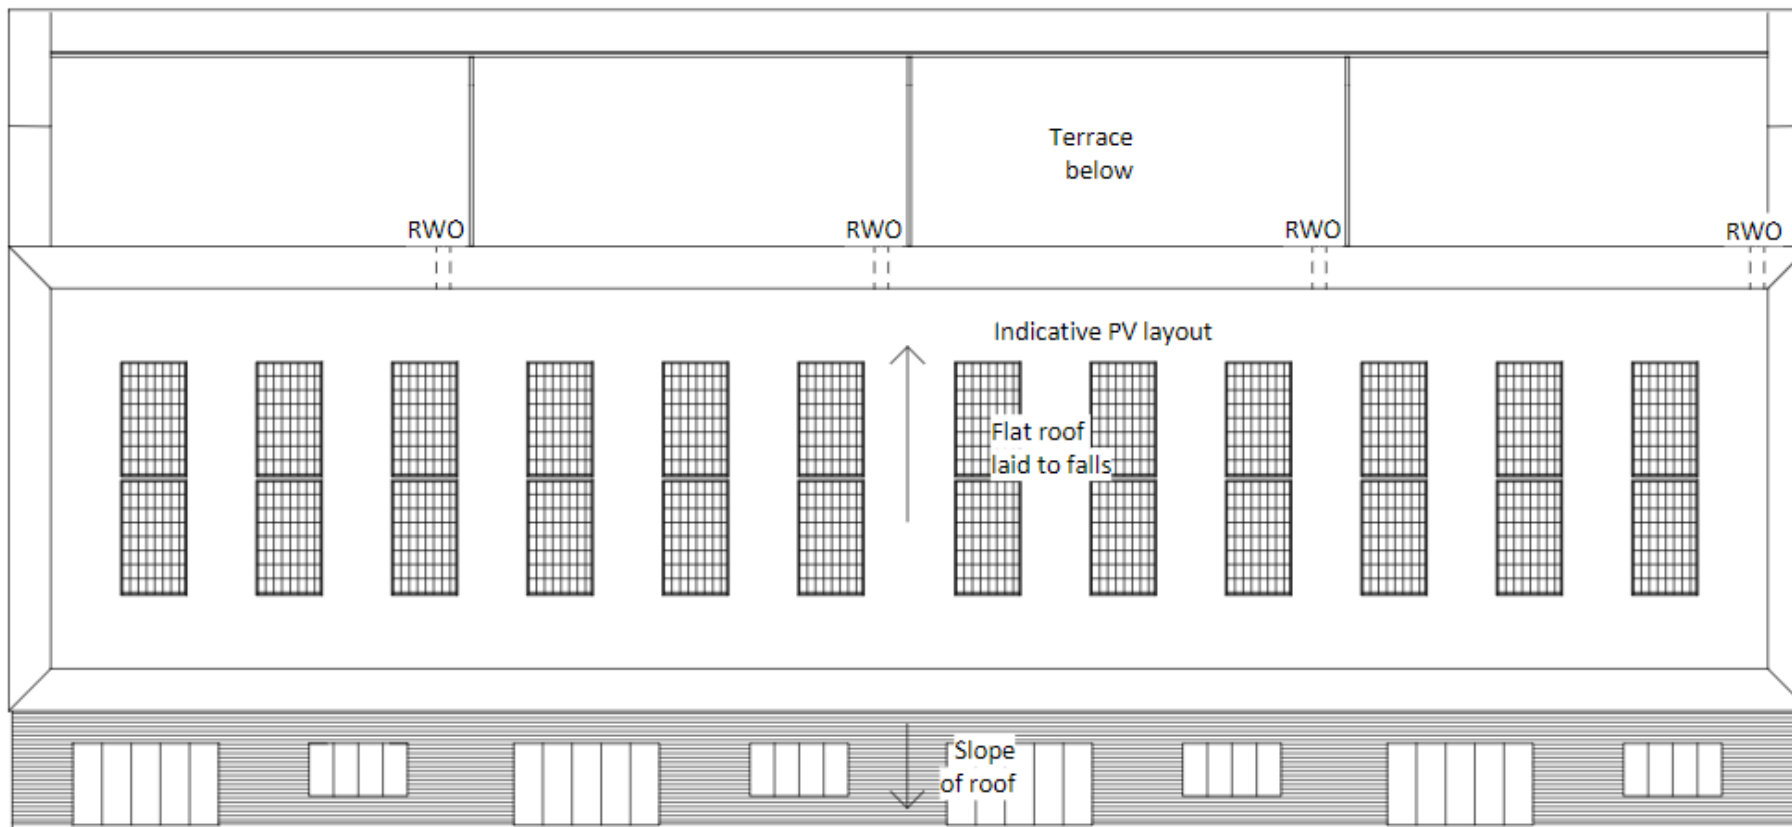 Terrace
below
RWO
RWO
RWO
RWO
Indicative PV layout
Flat roof
laid to falls
Slope
of roof